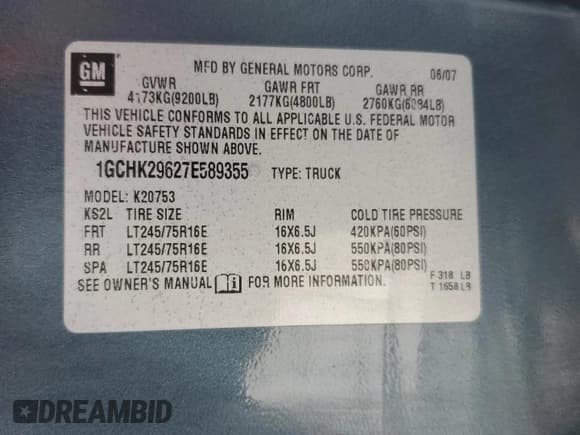 GM
MFD BY GENERAL MOTORS CORP. 06/07
GVWR GAWR FRT GAWR RR
4173KG(9200LB) 2177KG(4800LB) 2760KG(6084LB)
THIS VEHICLE CONFORMS TO ALL APPLICABLE U.S. FEDERAL MOTOR
VEHICLE SAFETY STANDARDS IN EFFECT ON THE DATE OF
MANUFACTURE SHOWN ABOVE.
1GCHK29627E589355 TYPE: TRUCK
MODEL: K20753
KS2L TIRE SIZE RIM COLD TIRE PRESSURE
FRT LT245/75R16E 16X6.5J 420KPA(60PSI)
RR LT245/75R16E 16X6.5J 550KPA(80PSI)
SPA LT245/75R16E 16X6.5J 550KPA(80PSI)
SEE OWNER'S MANUAL FOR MORE INFORMATION.
F 318 LB
T 1658 LB
DREAMBID